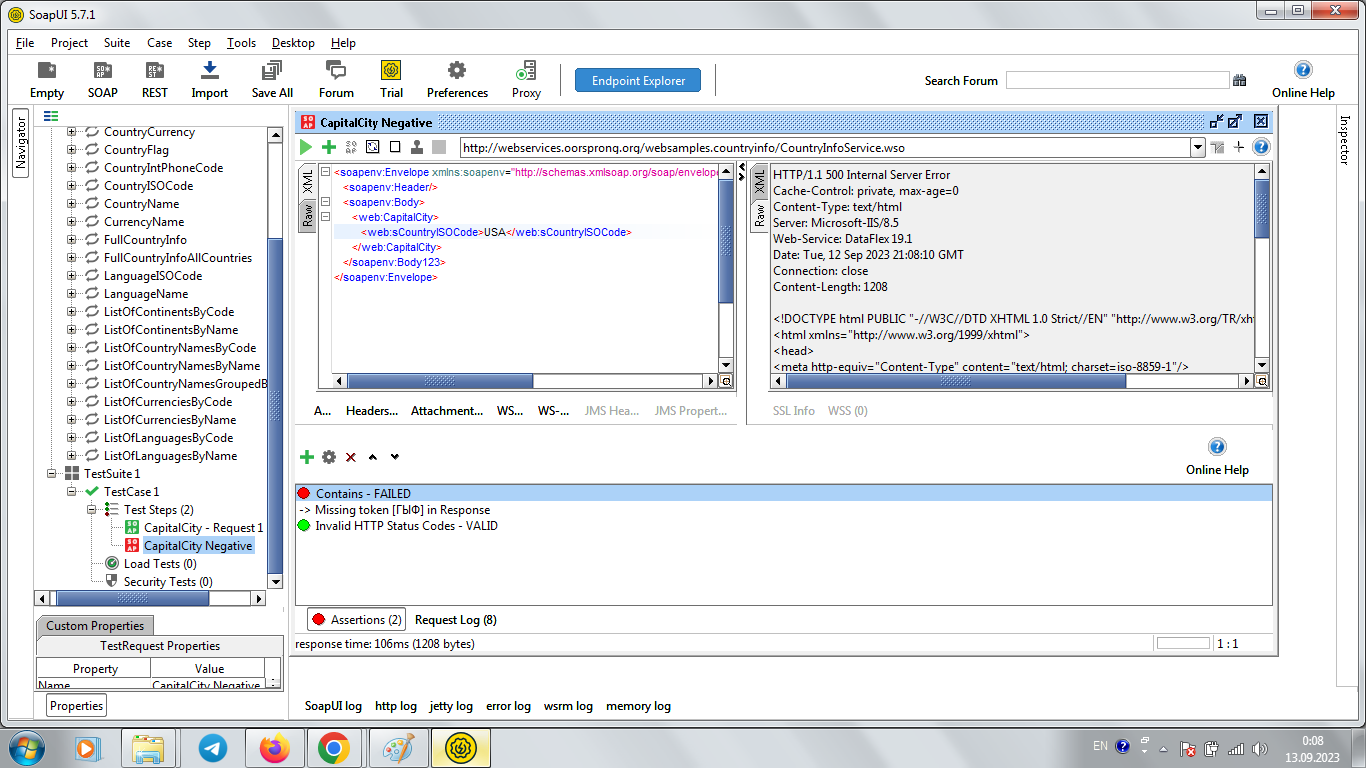 SoapUI 5.7.1
File Project Suite Case Step Tools Desktop Help
Empty SOAP REST Import Save All Forum Trial Preferences Proxy Endpoint Explorer Search Forum Online Help
Navigator
Inspector
CountryCurrency
CountryFlag
CountryIntPhoneCode
CountryISOCode
CountryName
CurrencyName
FullCountryInfo
FullCountryInfoAllCountries
LanguageISOCode
LanguageName
ListOfContinentsByCode
ListOfContinentsByName
ListOfCountryNamesByCode
ListOfCountryNamesByName
ListOfCountryNamesGroupedB
ListOfCurrenciesByCode
ListOfCurrenciesByName
ListOfLanguagesByCode
ListOfLanguagesByName
TestSuite 1
TestCase 1
Test Steps (2)
CapitalCity - Request 1
CapitalCity Negative
Load Tests (0)
Security Tests (0)
Custom Properties
TestRequest Properties
Property Value
Name CapitalCity Negative
Properties
CapitalCity Negative
http://webservices.oorsprong.org/websamples.countryinfo/CountryInfoService.wso
XML
Raw
<soapenv:Envelope xmlns:soapenv="http://schemas.xmlsoap.org/soap/envelope
<soapenv:Header/>
<soapenv:Body>
<web:CapitalCity>
<web:sCountryISOCode>USA</web:sCountryISOCode>
</web:CapitalCity>
</soapenv:Body123>
</soapenv:Envelope>
A... Headers... Attachment... WS... WS-... JMS Hea... JMS Propert...
XML
Raw
HTTP/1.1 500 Internal Server Error
Cache-Control: private, max-age=0
Content-Type: text/html
Server: Microsoft-IIS/8.5
Web-Service: DataFlex 19.1
Date: Tue, 12 Sep 2023 21:08:10 GMT
Connection: close
Content-Length: 1208
<!DOCTYPE html PUBLIC "-//W3C//DTD XHTML 1.0 Strict//EN" "http://www.w3.org/TR/xht
<html xmlns="http://www.w3.org/1999/xhtml">
<head>
<meta http-equiv="Content-Type" content="text/html; charset=iso-8859-1"/>
SSL Info WSS (0)
Online Help
Contains - FAILED
-> Missing token [ГЫФ] in Response
Invalid HTTP Status Codes - VALID
Assertions (2) Request Log (8)
response time: 106ms (1208 bytes) 1 : 1
SoapUI log http log jetty log error log wsrm log memory log
EN 0:08
13.09.2023